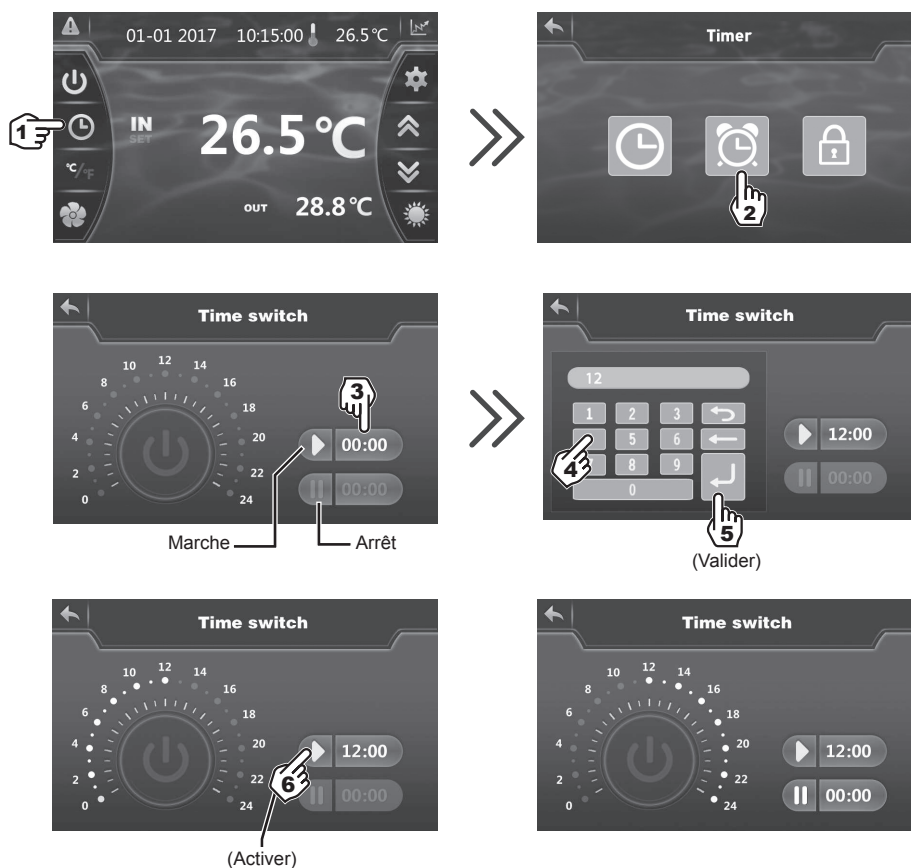 01-01 2017 10:15:00 26.5°C
1
IN
SET
26.5°C
°C/°F
OUT 28.8°C
Timer
2
Time switch
0 2 4 6 8 10 12 14 16 18 20 22 24
3
00:00
00:00
Marche
Arrêt
Time switch
12
1 2 3
5 6
4
7 8 9
0
5
(Valider)
12:00
00:00
Time switch
0 2 4 6 8 10 12 14 16 18 20 22 24
12:00
6
00:00
(Activer)
Time switch
0 2 4 6 8 10 12 14 16 18 20 22 24
12:00
00:00